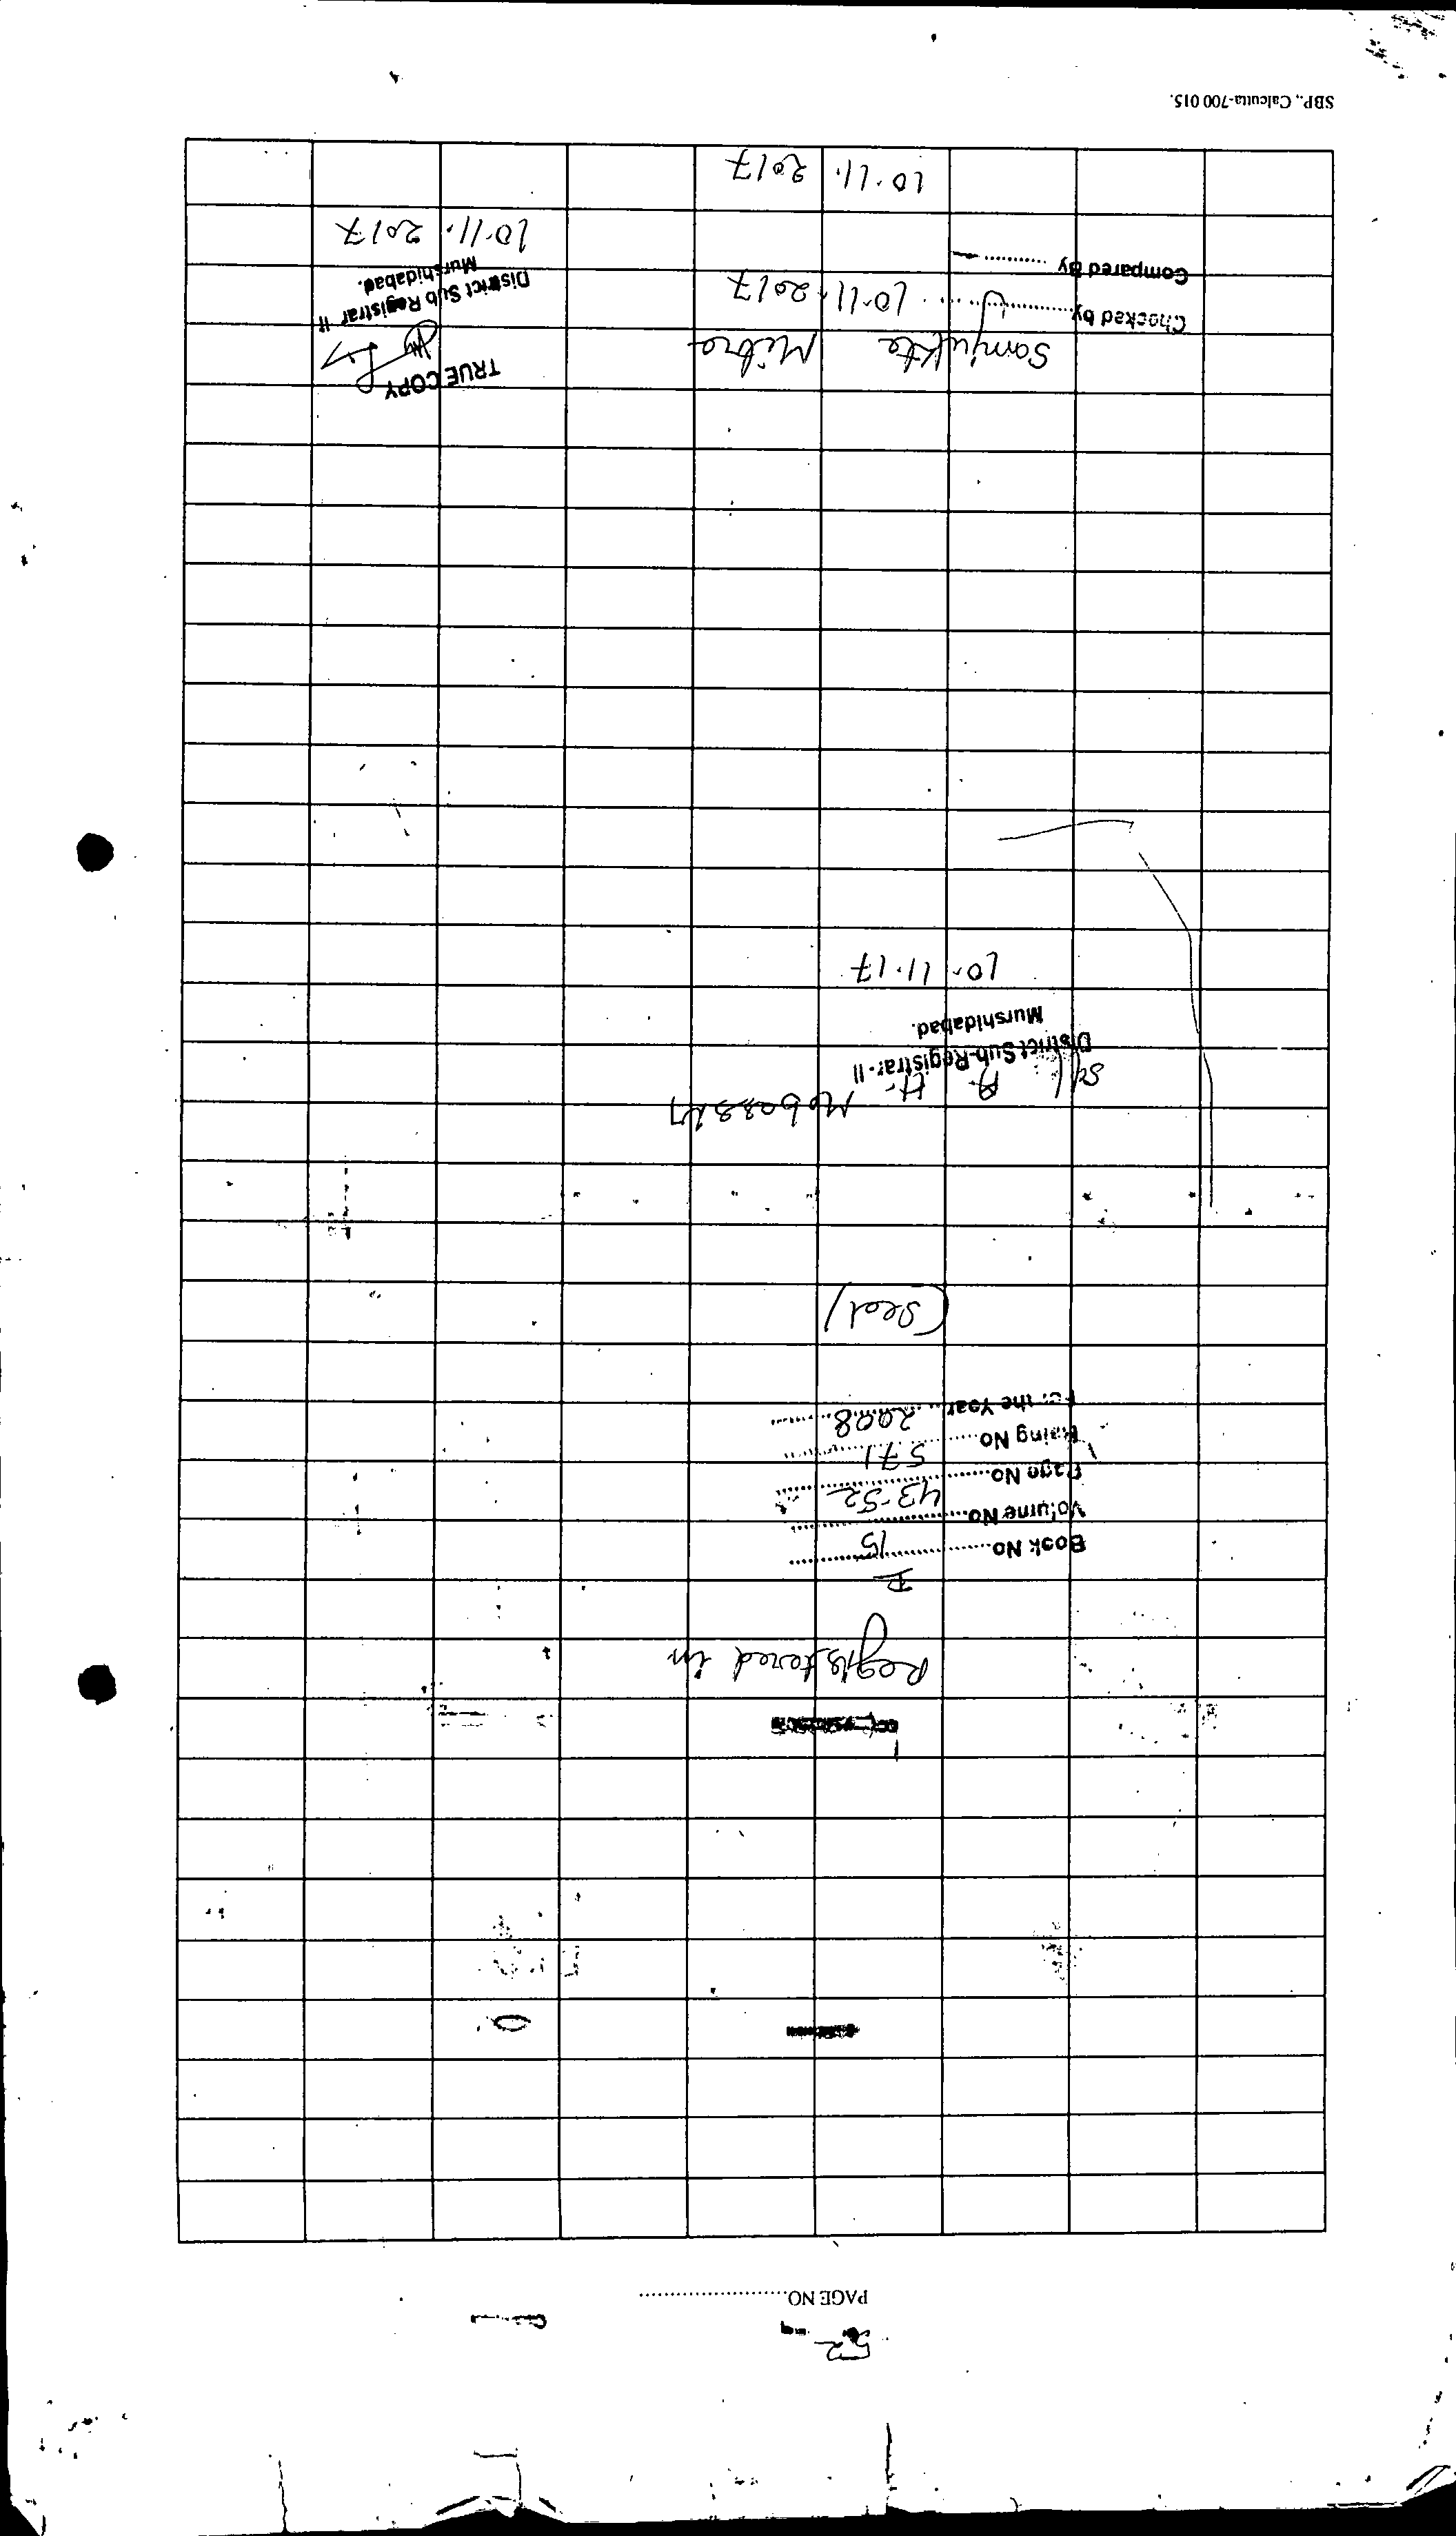 52
PAGE NO.........................
Registered in
I
Book No............15............
Volume No............43-52............
Page No............571............
Being No............
For the Year............2008............
(Seal)
Sd/ A. H. Mobassir
District Sub-Registrar-II
Murshidabad.
10.11.17
TRUE COPY
Samjukta Mitra
Checked by............10.11.2017
District Sub Registrar II
Murshidabad.
Compared By ............
10.11.2017
10.11.2017
SBP., Calcutta-700 015.